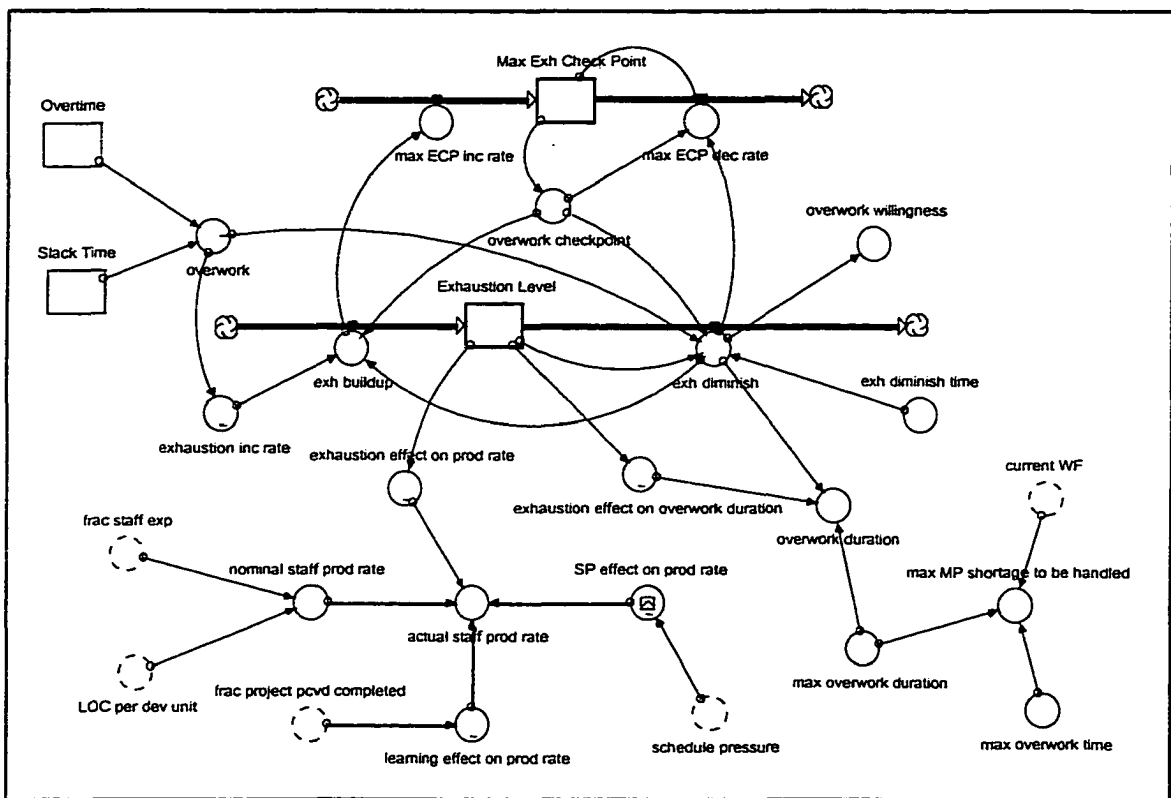 Max Exh Check Point
Overtime
max ECP inc rate
max ECP dec rate
overwork willingness
overwork checkpoint
Slack Time
overwork
Exhaustion Level
exh buildup
exh diminish
exh diminish time
exhaustion inc rate
exhaustion effect on prod rate
current WF
exhaustion effect on overwork duration
frac staff exp
overwork duration
nominal staff prod rate
SP effect on prod rate
max MP shortage to be handled
actual staff prod rate
max overwork duration
LOC per dev unit
frac project pcvd completed
schedule pressure
max overwork time
learning effect on prod rate